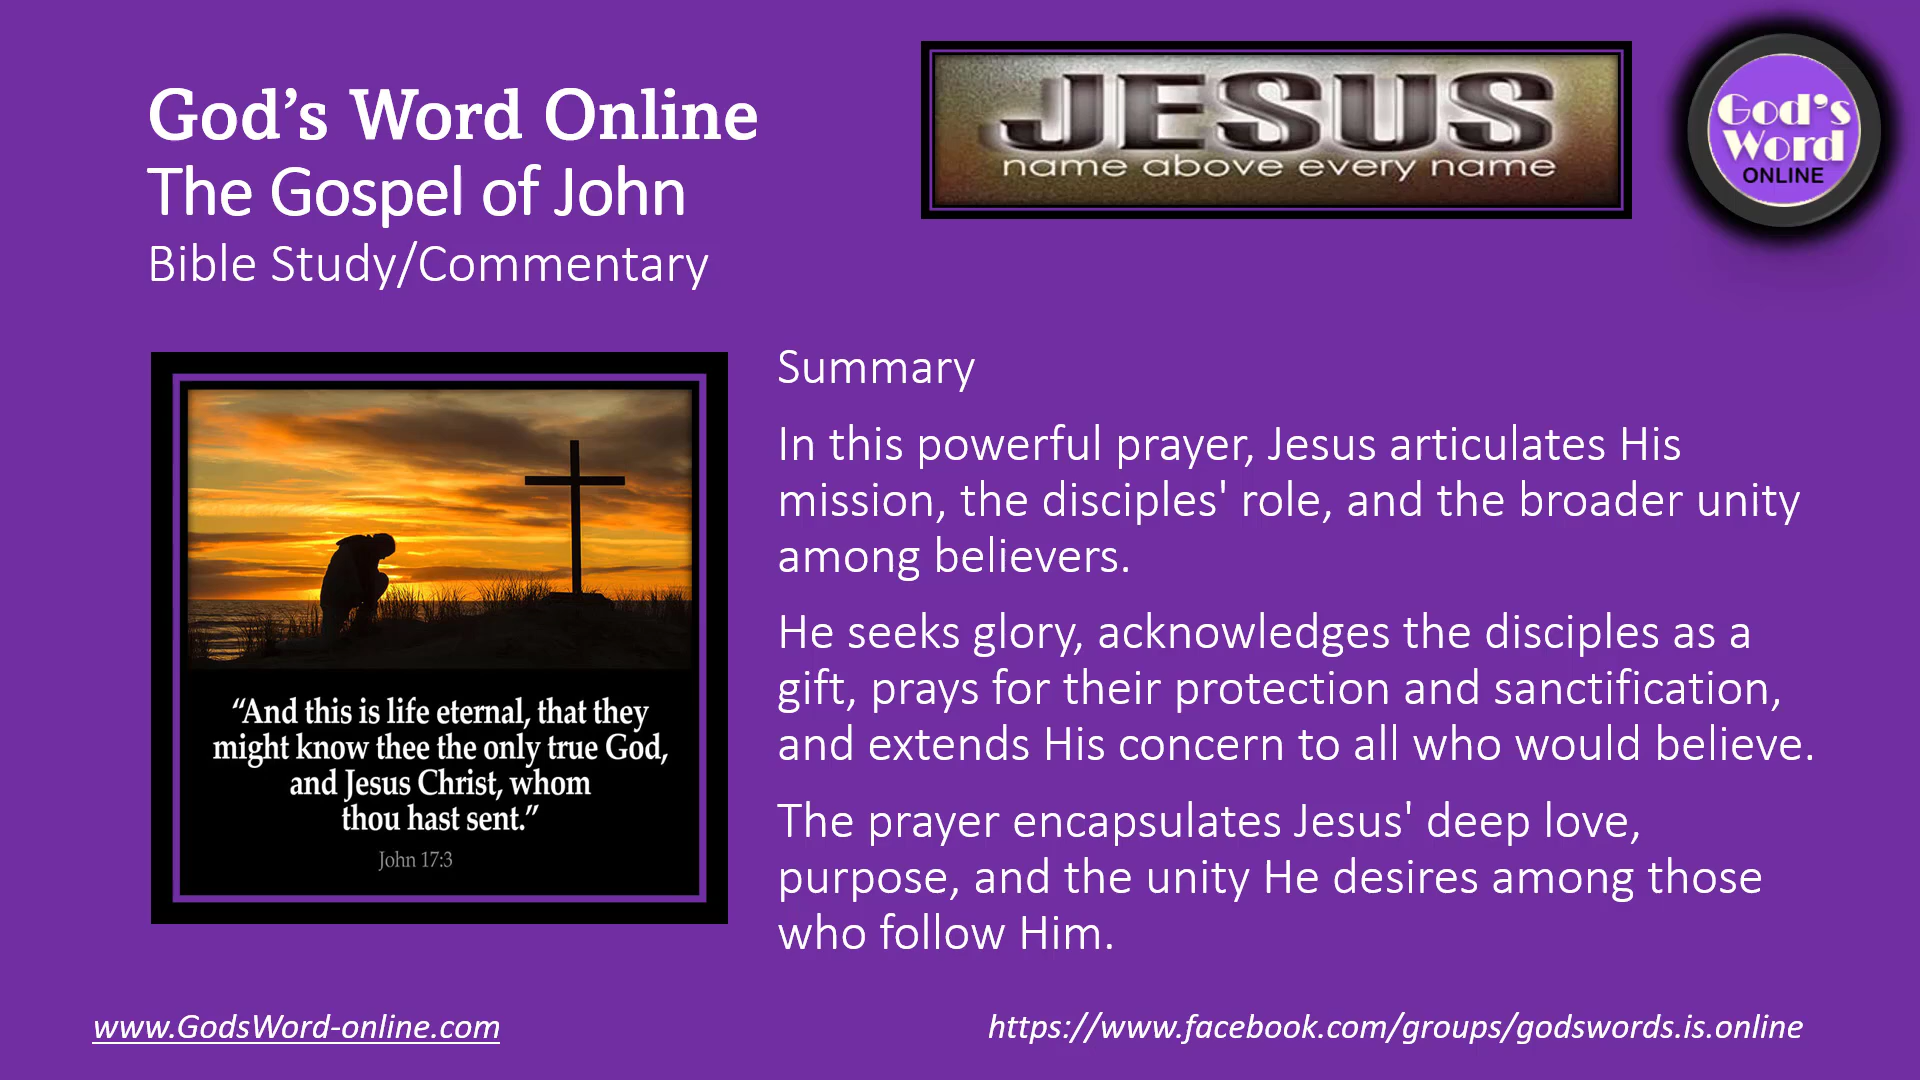 God’s Word Online
The Gospel of John
Bible Study/Commentary
JESUS
name above every name
God's
Word
ONLINE
“And this is life eternal, that they
might know thee the only true God,
and Jesus Christ, whom
thou hast sent.”
John 17:3
Summary
In this powerful prayer, Jesus articulates His
mission, the disciples' role, and the broader unity
among believers.
He seeks glory, acknowledges the disciples as a
gift, prays for their protection and sanctification,
and extends His concern to all who would believe.
The prayer encapsulates Jesus' deep love,
purpose, and the unity He desires among those
who follow Him.
www.GodsWord-online.com
https://www.facebook.com/groups/godswords.is.online